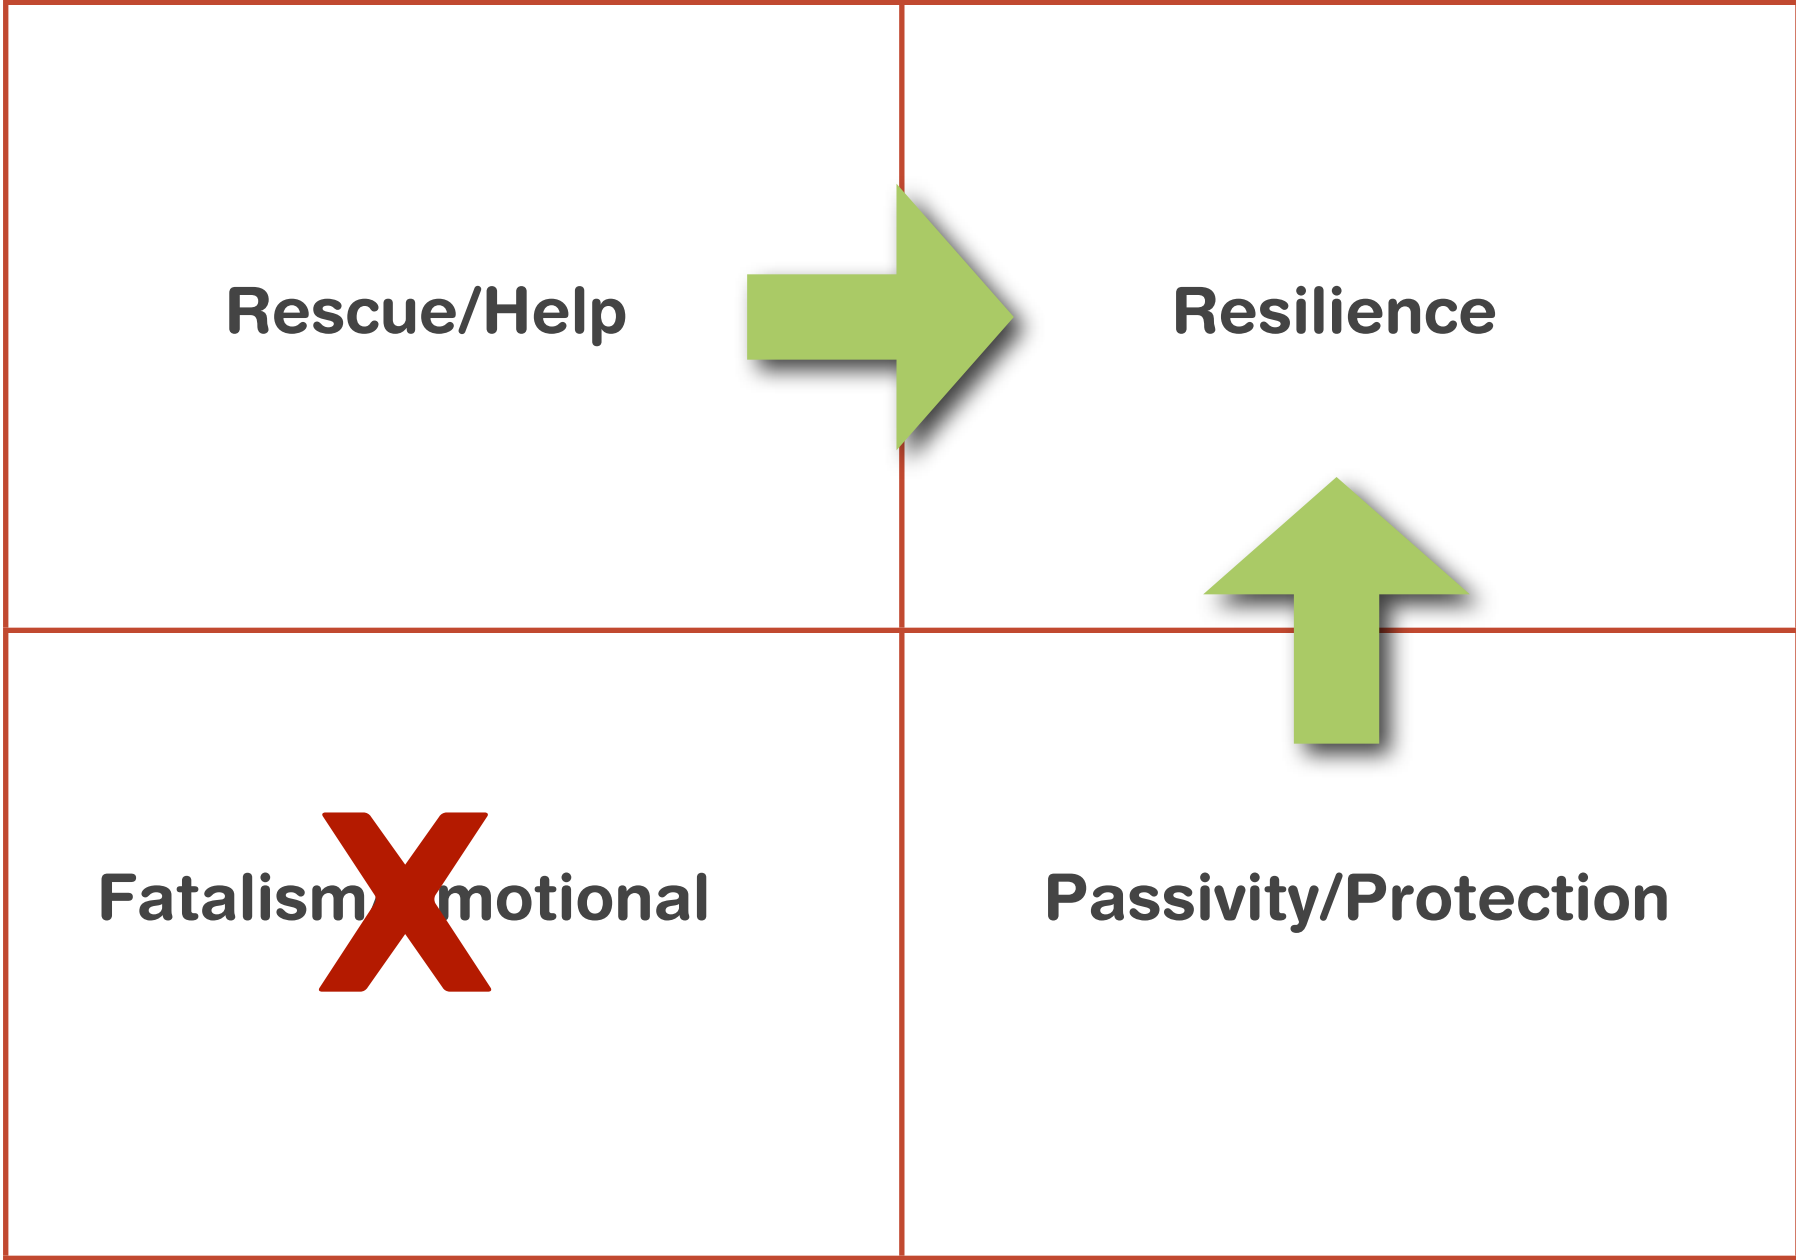 Rescue/Help
Resilience
Fatalism motional
X
Passivity/Protection